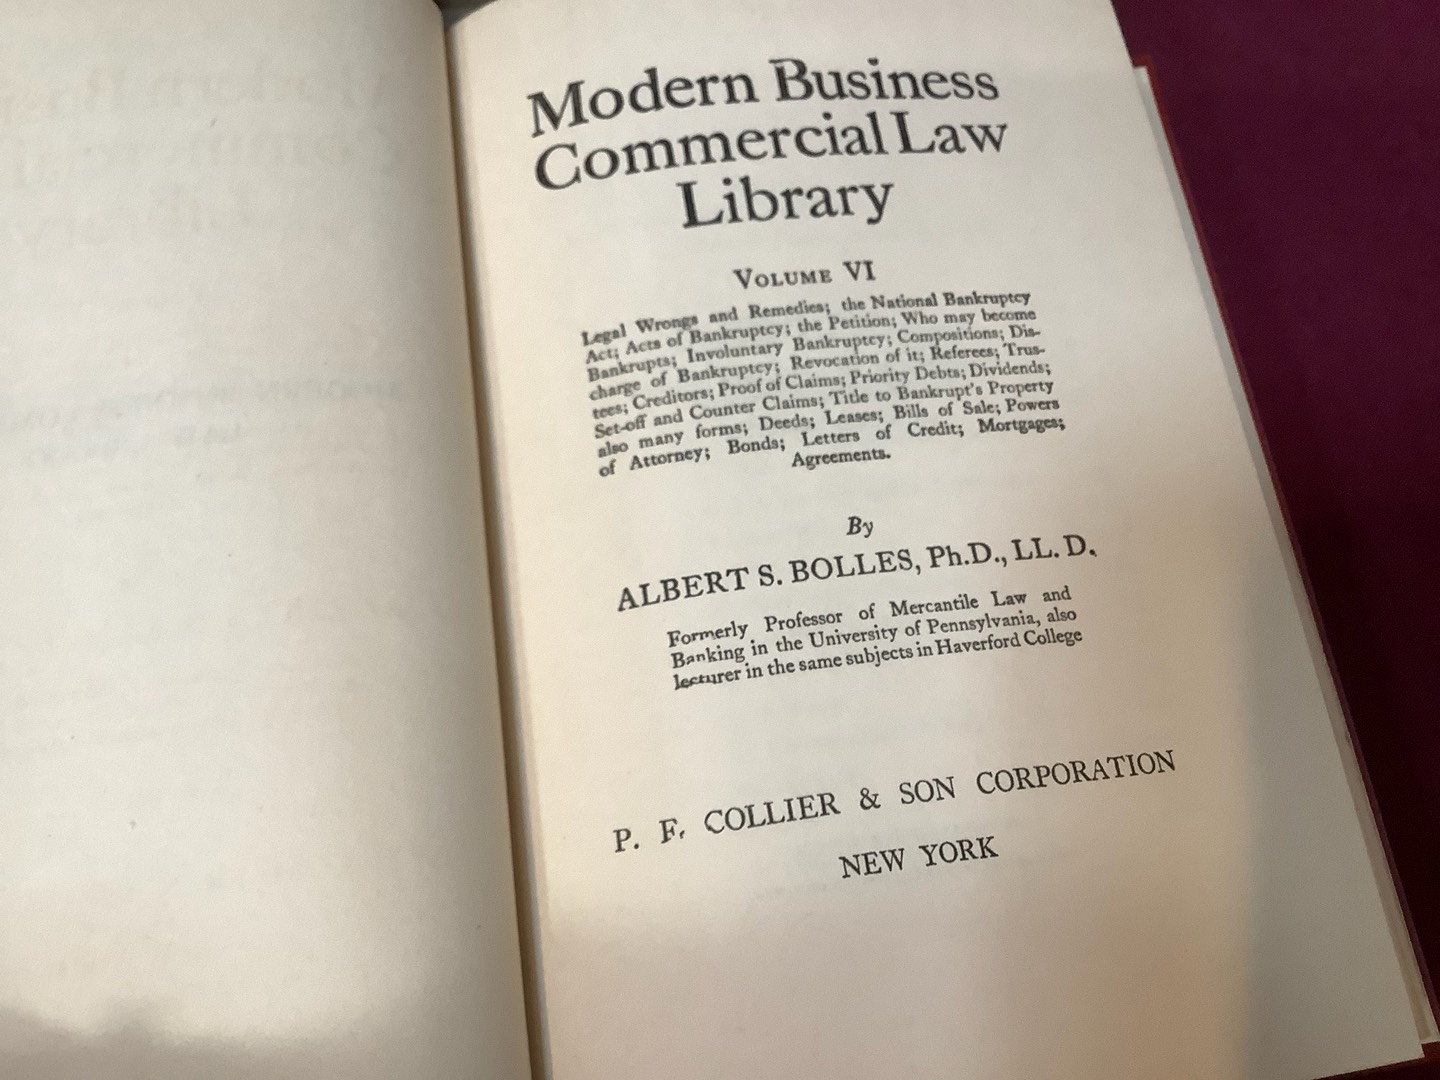 Modern Business
Commercial Law
Library
VOLUME VI
Legal Wrongs and Remedies; the National Bankruptcy
Act; Acts of Bankruptcy; the Petition; Who may become
Bankrupts; Involuntary Bankruptcy; Compositions; Dis-
charge of Bankruptcy; Revocation of it; Referees; Trus-
tees; Creditors; Proof of Claims; Priority Debts; Dividends;
Set-off and Counter Claims; Title to Bankrupt's Property
also many forms; Deeds; Leases; Bills of Sale; Powers
of Attorney; Bonds; Letters of Credit; Mortgages;
Agreements.
By
ALBERT S. BOLLES, Ph.D., LL. D.
Formerly Professor of Mercantile Law and
Banking in the University of Pennsylvania, also
lecturer in the same subjects in Haverford College
P. F. COLLIER & SON CORPORATION
NEW YORK